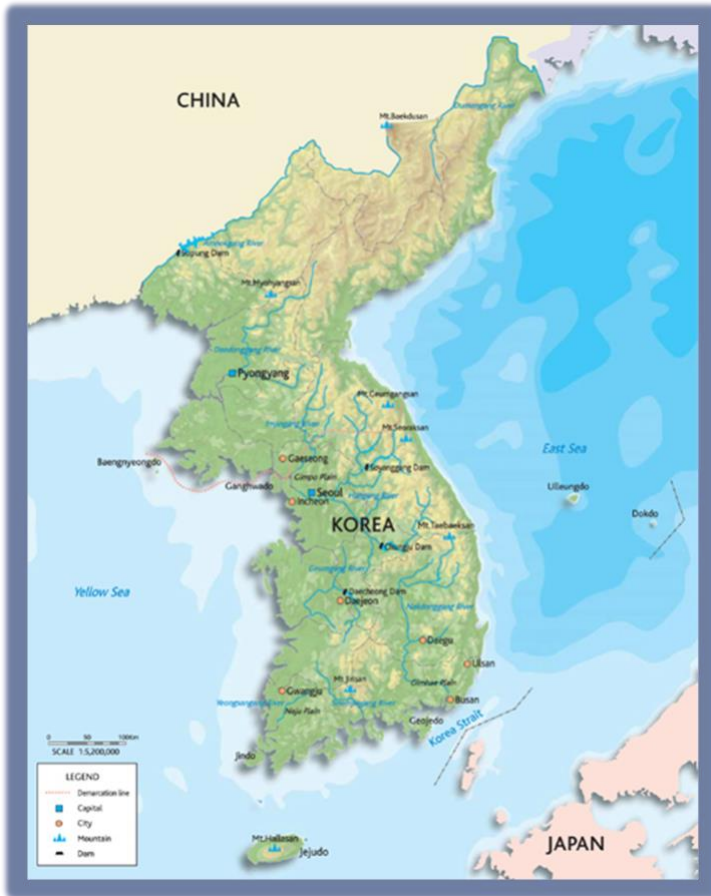 CHINA
Mt.Baekdusan
Dumangang River
Amnokgang River
Supung Dam
Mt.Myohyangsan
Daedonggang River
Pyongyang
Mt.Geumgangsan
Imjingang River
Mt.Seoraksan
East Sea
Baengnyeongdo
Gaeseong
Soyanggang Dam
Gimpo Plain
Ganghwado
Seoul
Hangang River
Ulleungdo
Incheon
Dokdo
KOREA
Mt.Taebaeksan
Chungju Dam
Geumgang River
Yellow Sea
Daecheong Dam
Daejeon
Nakdonggang River
Daegu
Ulsan
Mt.Jirisan
Gimhae Plain
Gwangju
Yeongsangang River
River
Naju Plain
Busan
Geojedo
Korea Strait
Jindo
0 50 100Km
SCALE 1:5,200,000
LEGEND
Demarcation line
Capital
City
Mountain
Dam
Mt.Hallasan
Jejudo
JAPAN